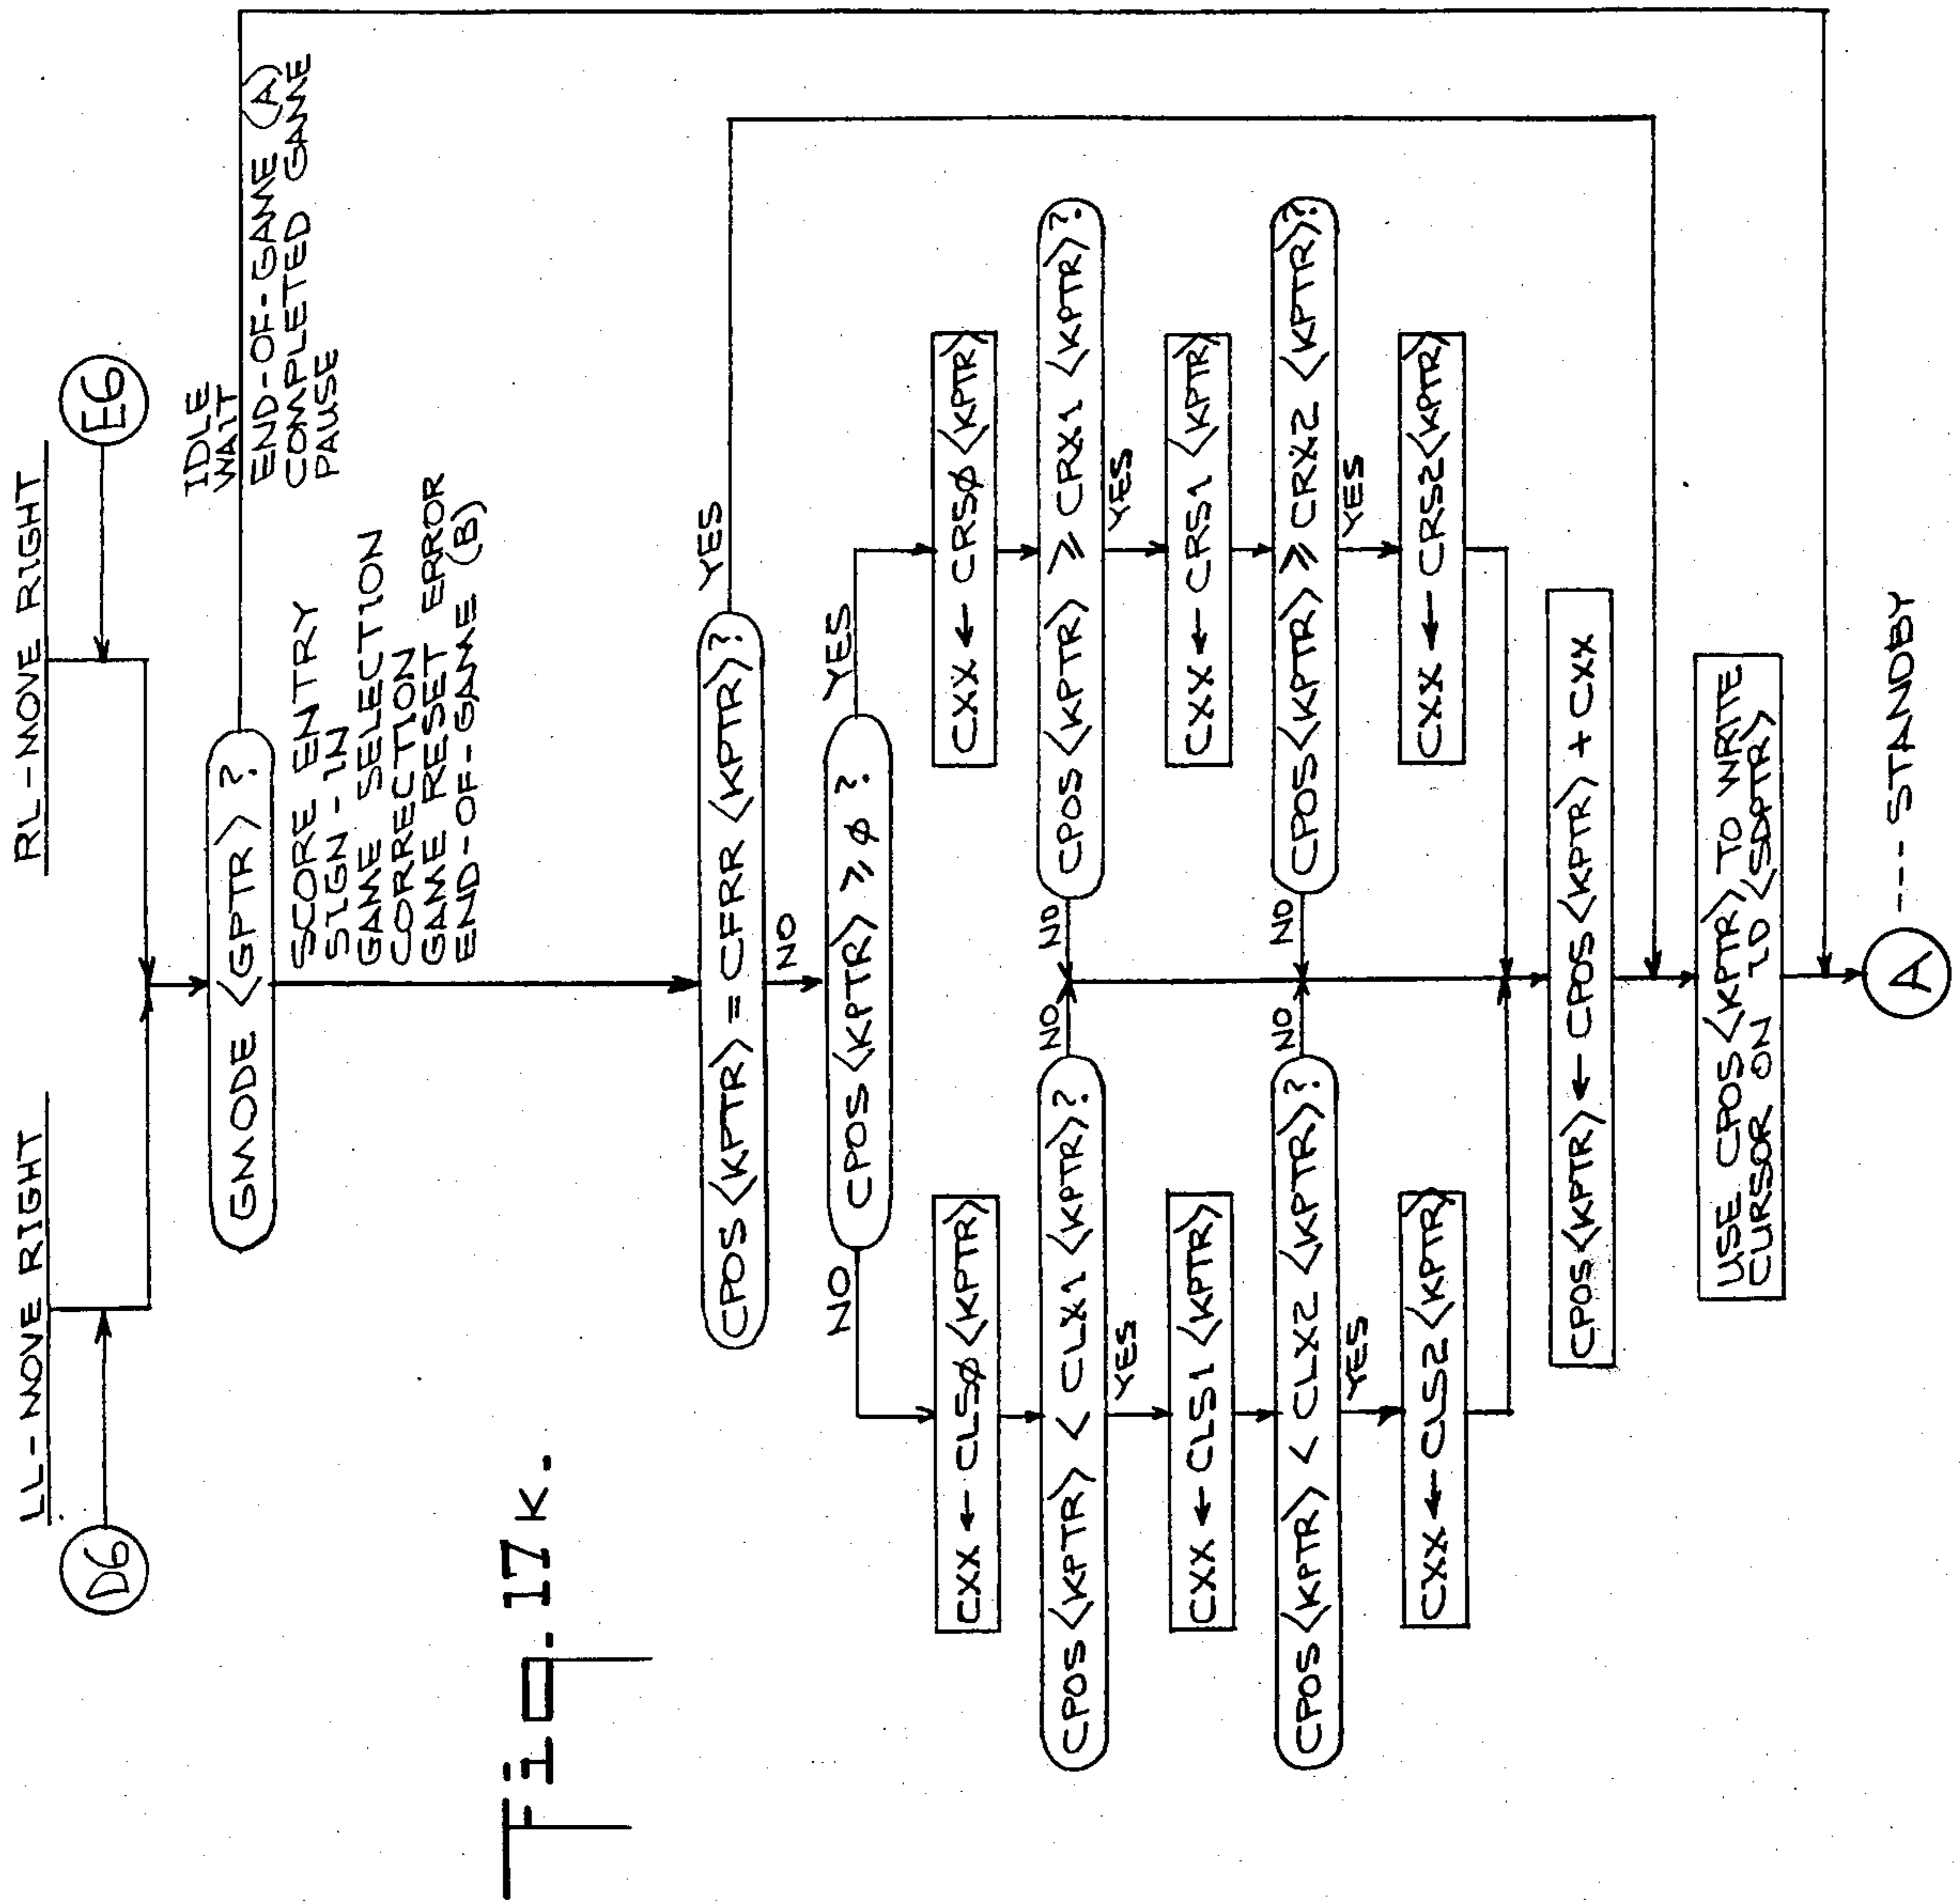 LL-MOVE RIGHT
RL-MOVE RIGHT
D6
E6
GMODE <GPTR> ?
IDLE
WAIT
END-OF-GAME (A)
COMPLETED GAME
PAUSE
SCORE ENTRY
SIGN-IN
GAME SELECTION
CORRECTION
GAME RESET ERROR
END-OF-GAME (B)
Fig. 17K.
CPOS <KPTR> = CFRR <KPTR>?
YES
NO
CPOS <KPTR> ≥ Ø ?
NO
YES
CXX ← CLSØ <KPTR>
CXX ← CRSØ <KPTR>
CPOS <KPTR> < CLX1 <KPTR>?
NO
NO
CPOS <KPTR> ≥ CRX1 <KPTR>?
YES
YES
CXX ← CLS1 <KPTR>
CXX ← CRS1 <KPTR>
CPOS <KPTR> < CLX2 <KPTR>?
NO
NO
CPOS <KPTR> ≥ CRX2 <KPTR>?
YES
YES
CXX ← CLS2 <KPTR>
CXX ← CRS2 <KPTR>
CPOS <KPTR> ← CPOS <KPTR> + CXX
USE CPOS <KPTR> TO WRITE
CURSOR ON ID <SDPTR>
A ---STANDBY